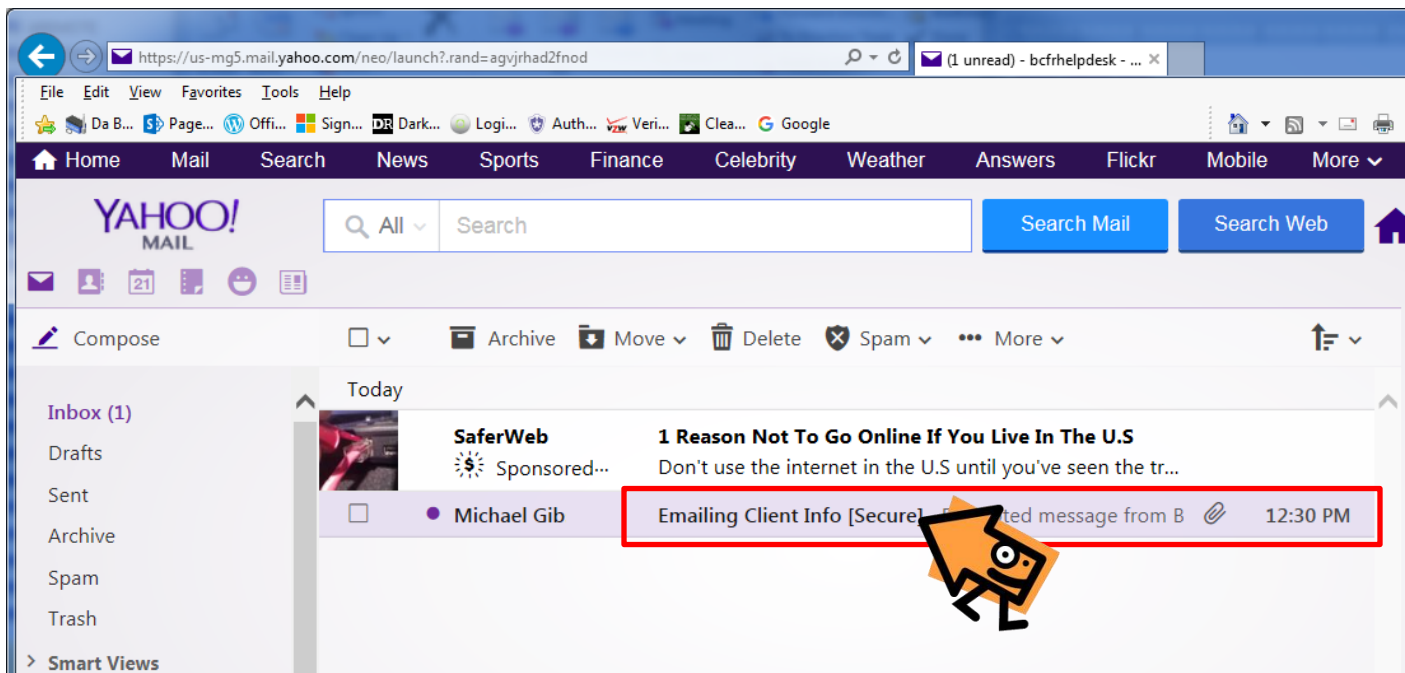 https://us-mg5.mail.yahoo.com/neo/launch?.rand=agvjrhad2fnod
(1 unread) - bcfrhelpdesk - ...
File Edit View Favorites Tools Help
Da B... Page... Offi... Sign... DR Dark... Logi... Auth... Veri... Clea... G Google
Home Mail Search News Sports Finance Celebrity Weather Answers Flickr Mobile More
YAHOO!
MAIL
All Search Search Mail Search Web
21
Compose Archive Move Delete Spam ••• More
Today
Inbox (1)
Drafts
Sent
Archive
Spam
Trash
Smart Views
SaferWeb 1 Reason Not To Go Online If You Live In The U.S
Sponsored... Don't use the internet in the U.S until you've seen the tr...
Michael Gib Emailing Client Info [Secure] message from B 12:30 PM